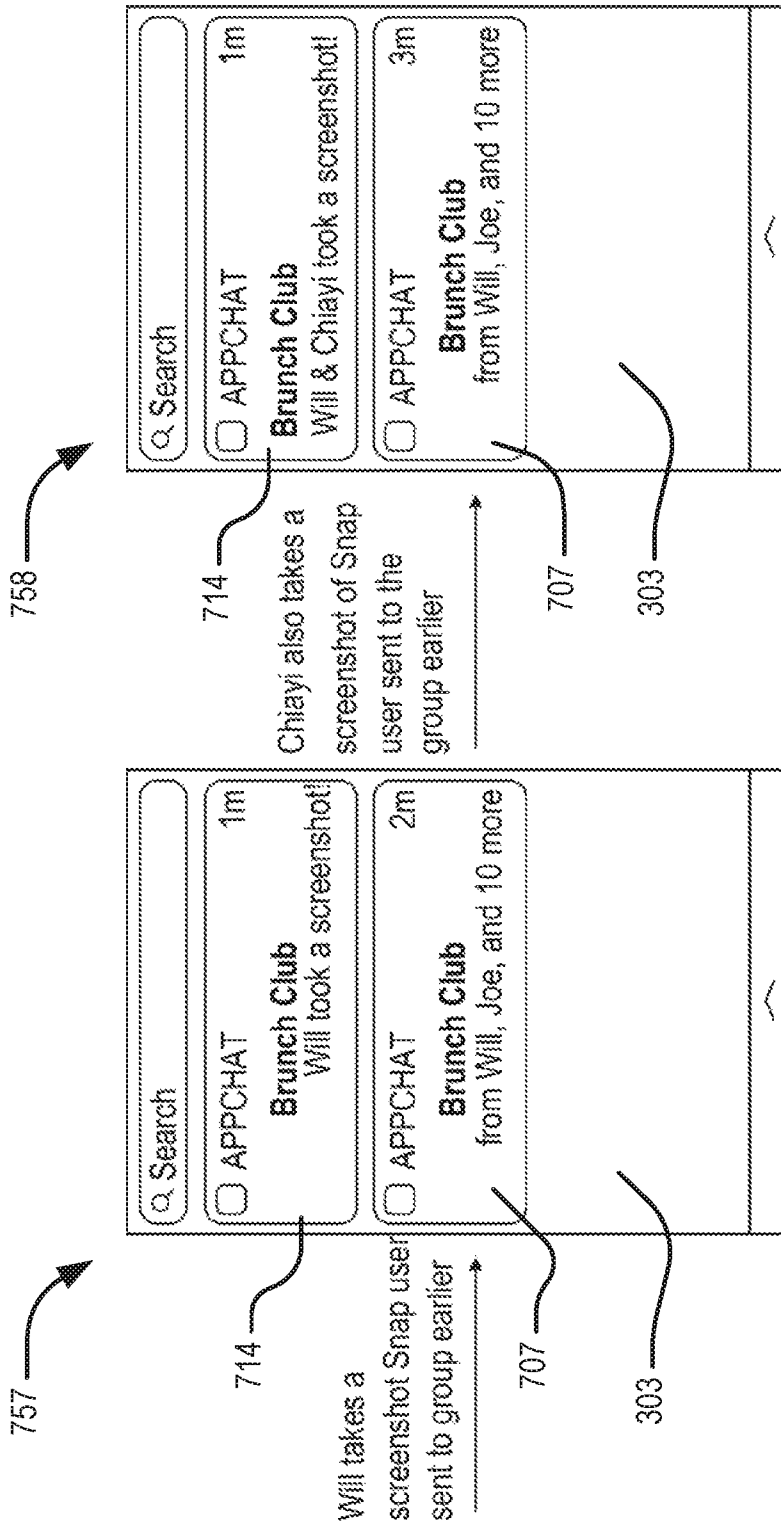 757
Will takes a
screenshot Snap user
sent to group earlier
714
707
303
Search
APPCHAT 1m
Brunch Club
Will took a screenshot!
APPCHAT 2m
Brunch Club
from Will, Joe, and 10 more
758
Chiayi also takes a
screenshot of Snap
user sent to the
group earlier
714
707
303
Search
APPCHAT 1m
Brunch Club
Will & Chiayi took a screenshot!
APPCHAT 3m
Brunch Club
from Will, Joe, and 10 more